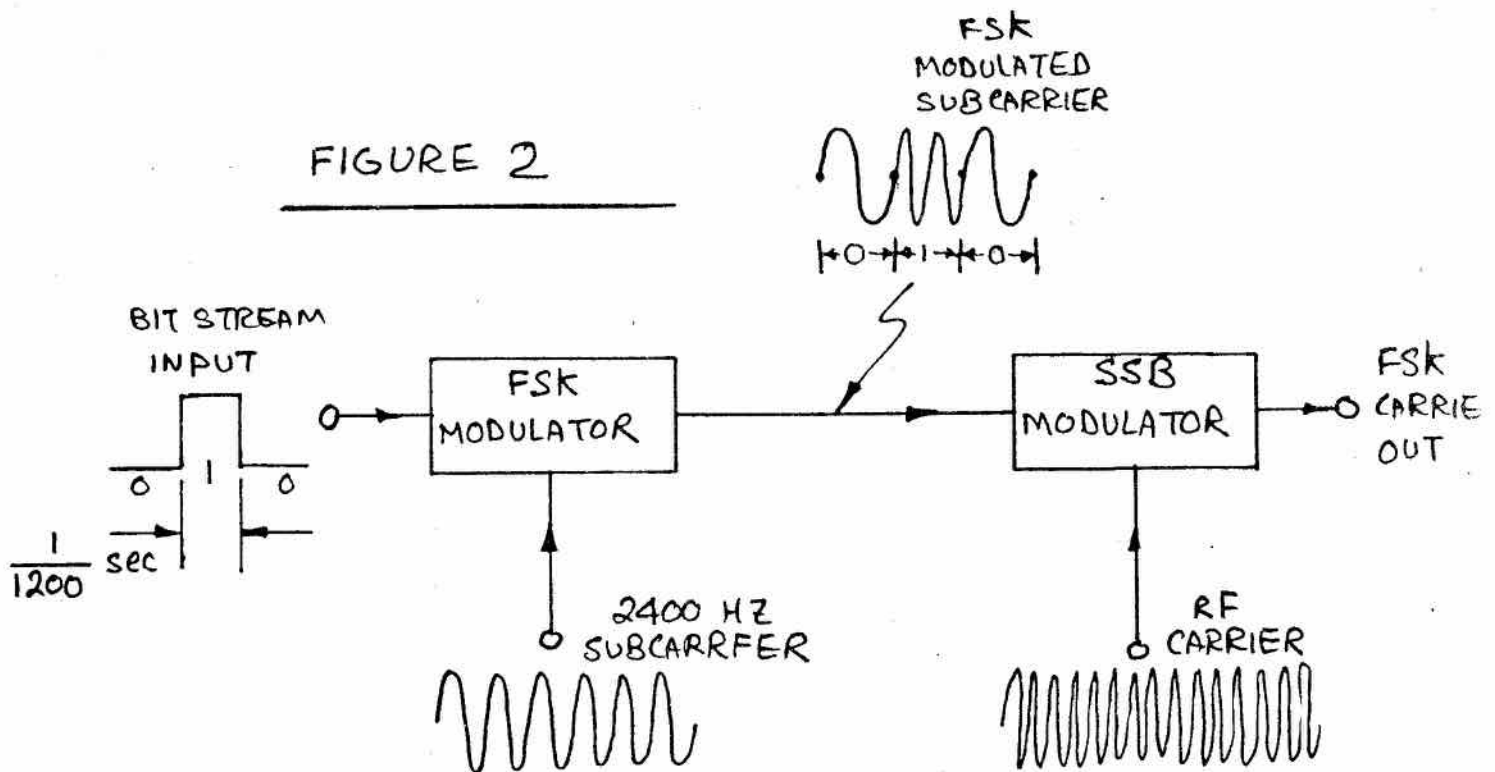 FSK
MODULATED
SUBCARRIER
FIGURE 2
0 1 0
BIT STREAM
INPUT
0 1 0
1
1200 sec
FSK
MODULATOR
SSB
MODULATOR
FSK
CARRIE
OUT
2400 HZ
SUBCARRFER
RF
CARRIER